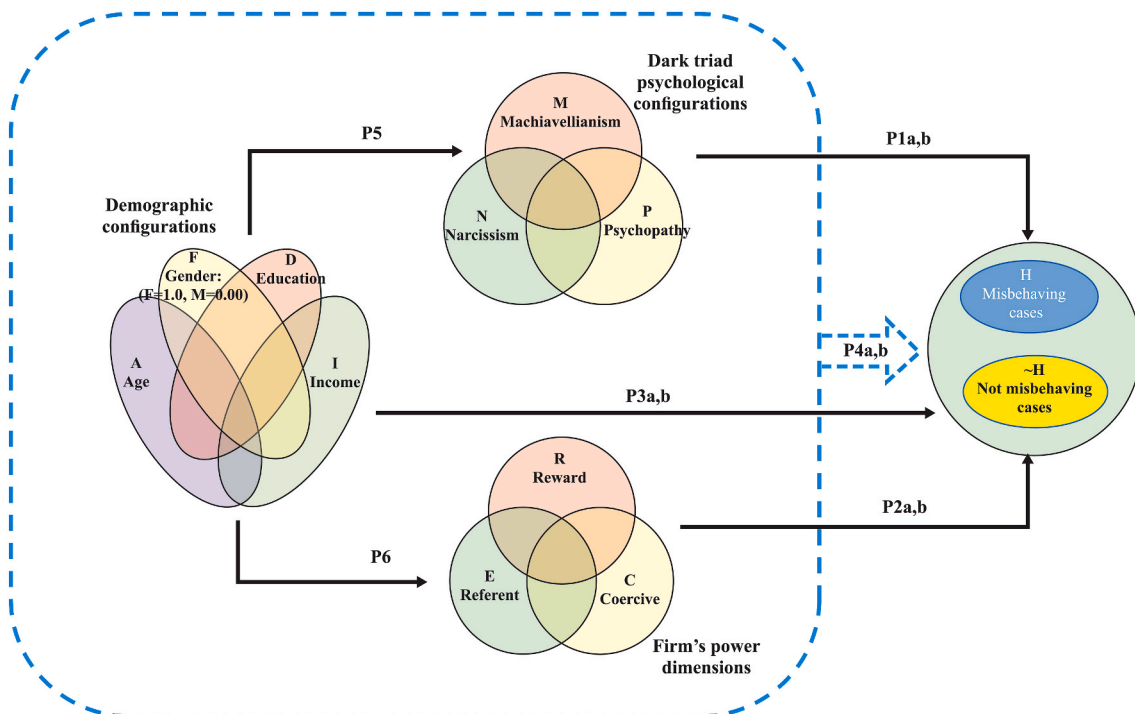 Dark triad
psychological
configurations
M
Machiavellianism
P5
P1a,b
N
Narcissism
P
Psychopathy
Demographic
configurations
F
Gender:
(F=1.0, M=0.00)
D
Education
A
Age
I
Income
H
Misbehaving
cases
P4a,b
~H
Not misbehaving
cases
P3a,b
R
Reward
P2a,b
P6
E
Referent
C
Coercive
Firm’s power
dimensions